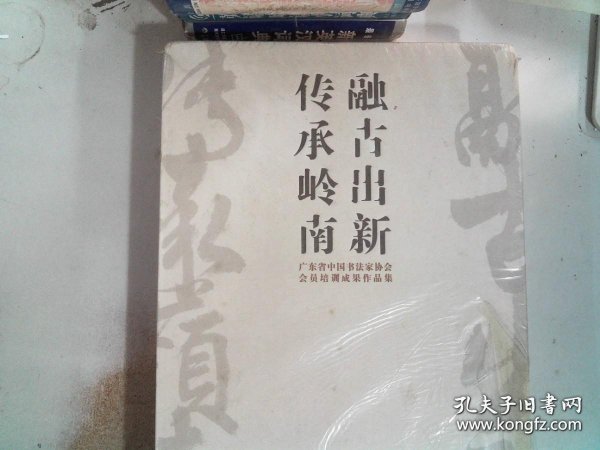 融古出新
传承岭南
广东省中国书法家协会
会员培训成果作品集
孔夫子旧书网
www.kongfz.com